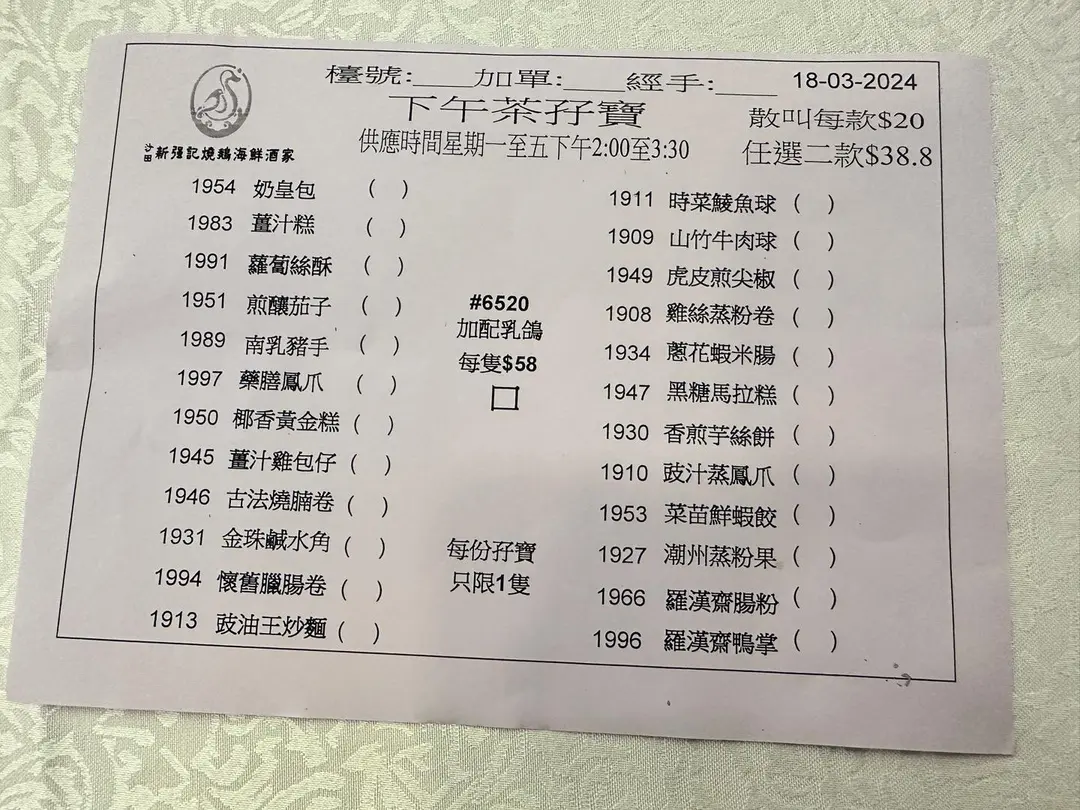 檯號:____加單:____經手:____ 18-03-2024
下午茶孖寶
散叫每款$20
供應時間星期一至五下午2:00至3:30
任選二款$38.8
沙田新强記燒鵝海鮮酒家
1954 奶皇包 ( )
1983 薑汁糕 ( )
1991 蘿蔔絲酥 ( )
1951 煎釀茄子 ( )
1989 南乳豬手 ( )
1997 藥膳鳳爪 ( )
1950 椰香黃金糕 ( )
1945 薑汁雞包仔 ( )
1946 古法燒腩卷 ( )
1931 金珠鹹水角 ( )
1994 懷舊臘腸卷 ( )
1913 豉油王炒麵 ( )
#6520
加配乳鴿
每隻$58
每份孖寶
只限1隻
1911 時菜鯪魚球 ( )
1909 山竹牛肉球 ( )
1949 虎皮煎尖椒 ( )
1908 雞絲蒸粉卷 ( )
1934 蔥花蝦米腸 ( )
1947 黑糖馬拉糕 ( )
1930 香煎芋絲餅 ( )
1910 豉汁蒸鳳爪 ( )
1953 菜苗鮮蝦餃 ( )
1927 潮州蒸粉果 ( )
1966 羅漢齋腸粉 ( )
1996 羅漢齋鴨掌 ( )